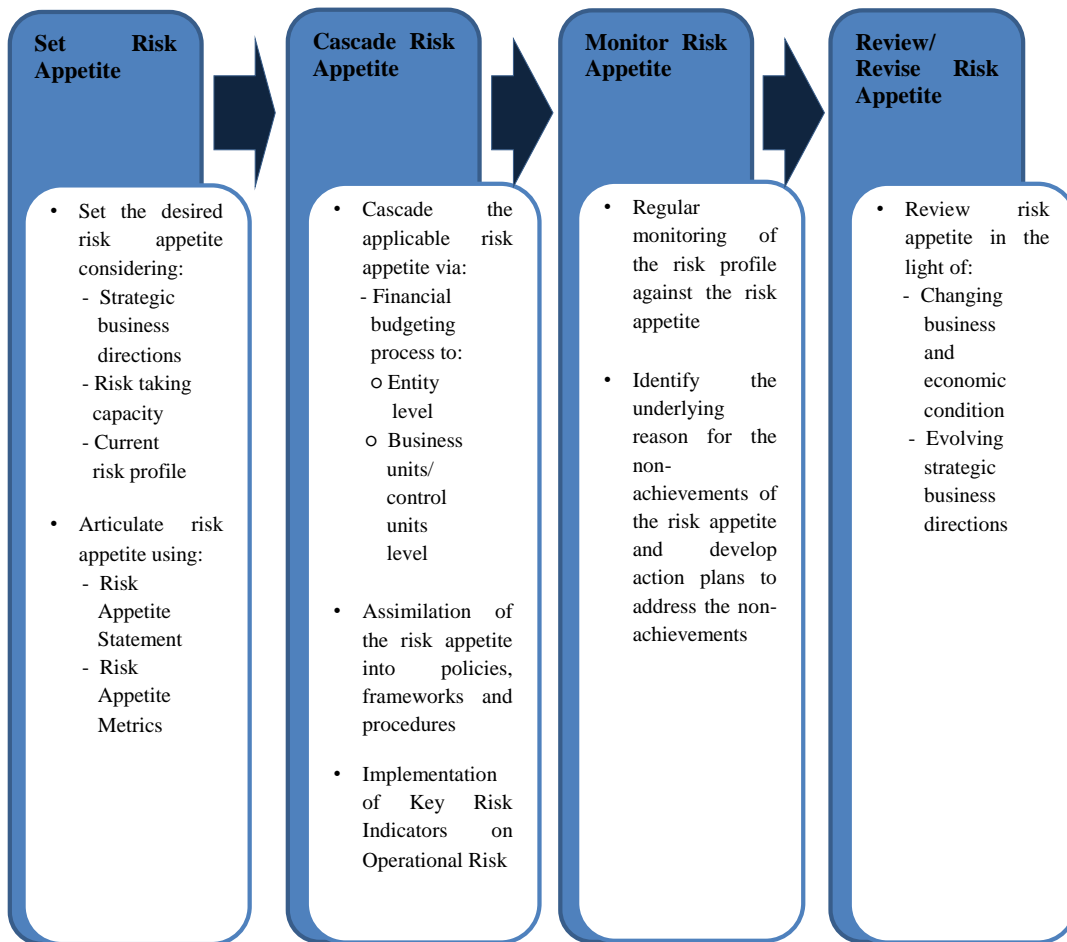 Set Risk
Appetite
• Set the desired
risk appetite
considering:
- Strategic
business
directions
- Risk taking
capacity
- Current
risk profile
• Articulate risk
appetite using:
- Risk
Appetite
Statement
- Risk
Appetite
Metrics
Cascade Risk
Appetite
• Cascade the
applicable risk
appetite via:
- Financial
budgeting
process to:
o Entity
level
o Business
units/
control
units
level
• Assimilation of
the risk appetite
into policies,
frameworks and
procedures
• Implementation
of Key Risk
Indicators on
Operational Risk
Monitor Risk
Appetite
• Regular
monitoring of
the risk profile
against the risk
appetite
• Identify the
underlying
reason for the
non-
achievements of
the risk appetite
and develop
action plans to
address the non-
achievements
Review/
Revise Risk
Appetite
• Review risk
appetite in the
light of:
- Changing
business
and
economic
condition
- Evolving
strategic
business
directions